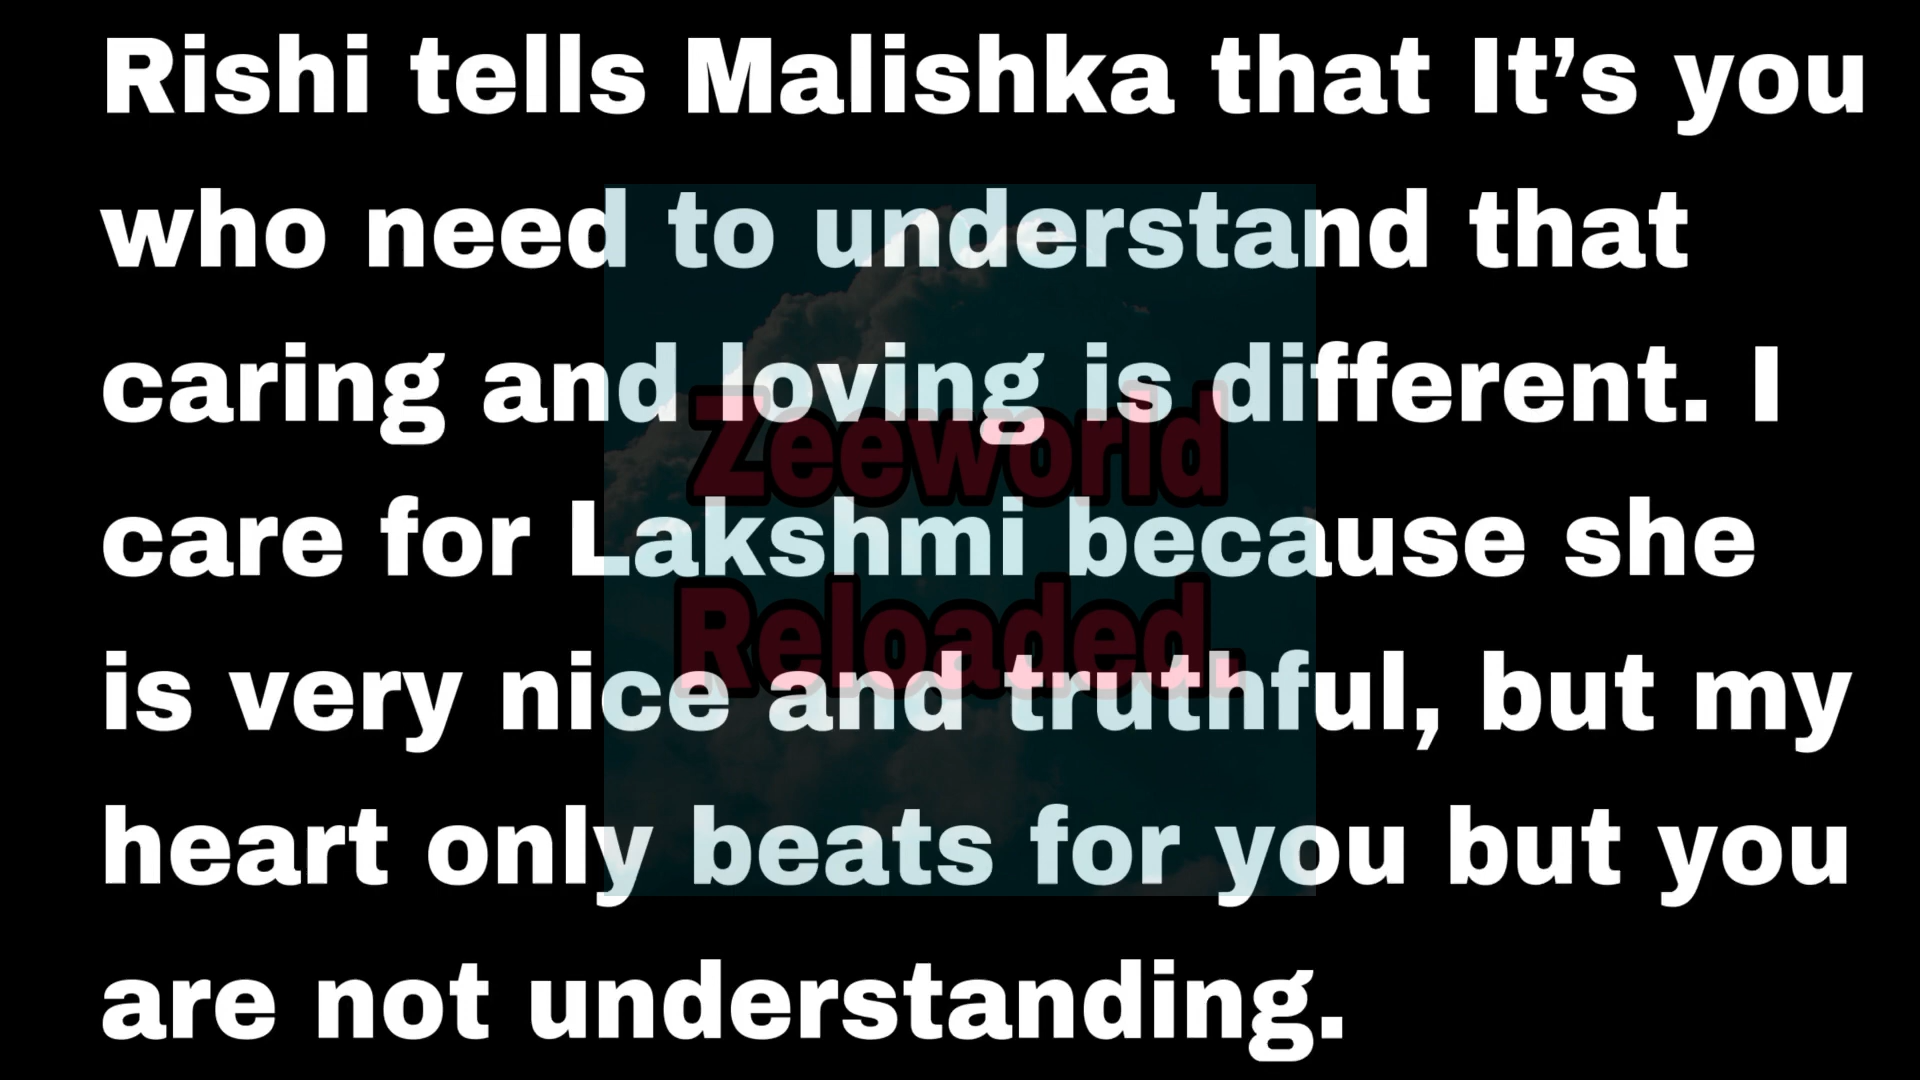 Rishi tells Malishka that It’s you
who need to understand that
caring and loving is different. I
care for Lakshmi because she
is very nice and truthful, but my
heart only beats for you but you
are not understanding.
Zeeworld
Reloaded.